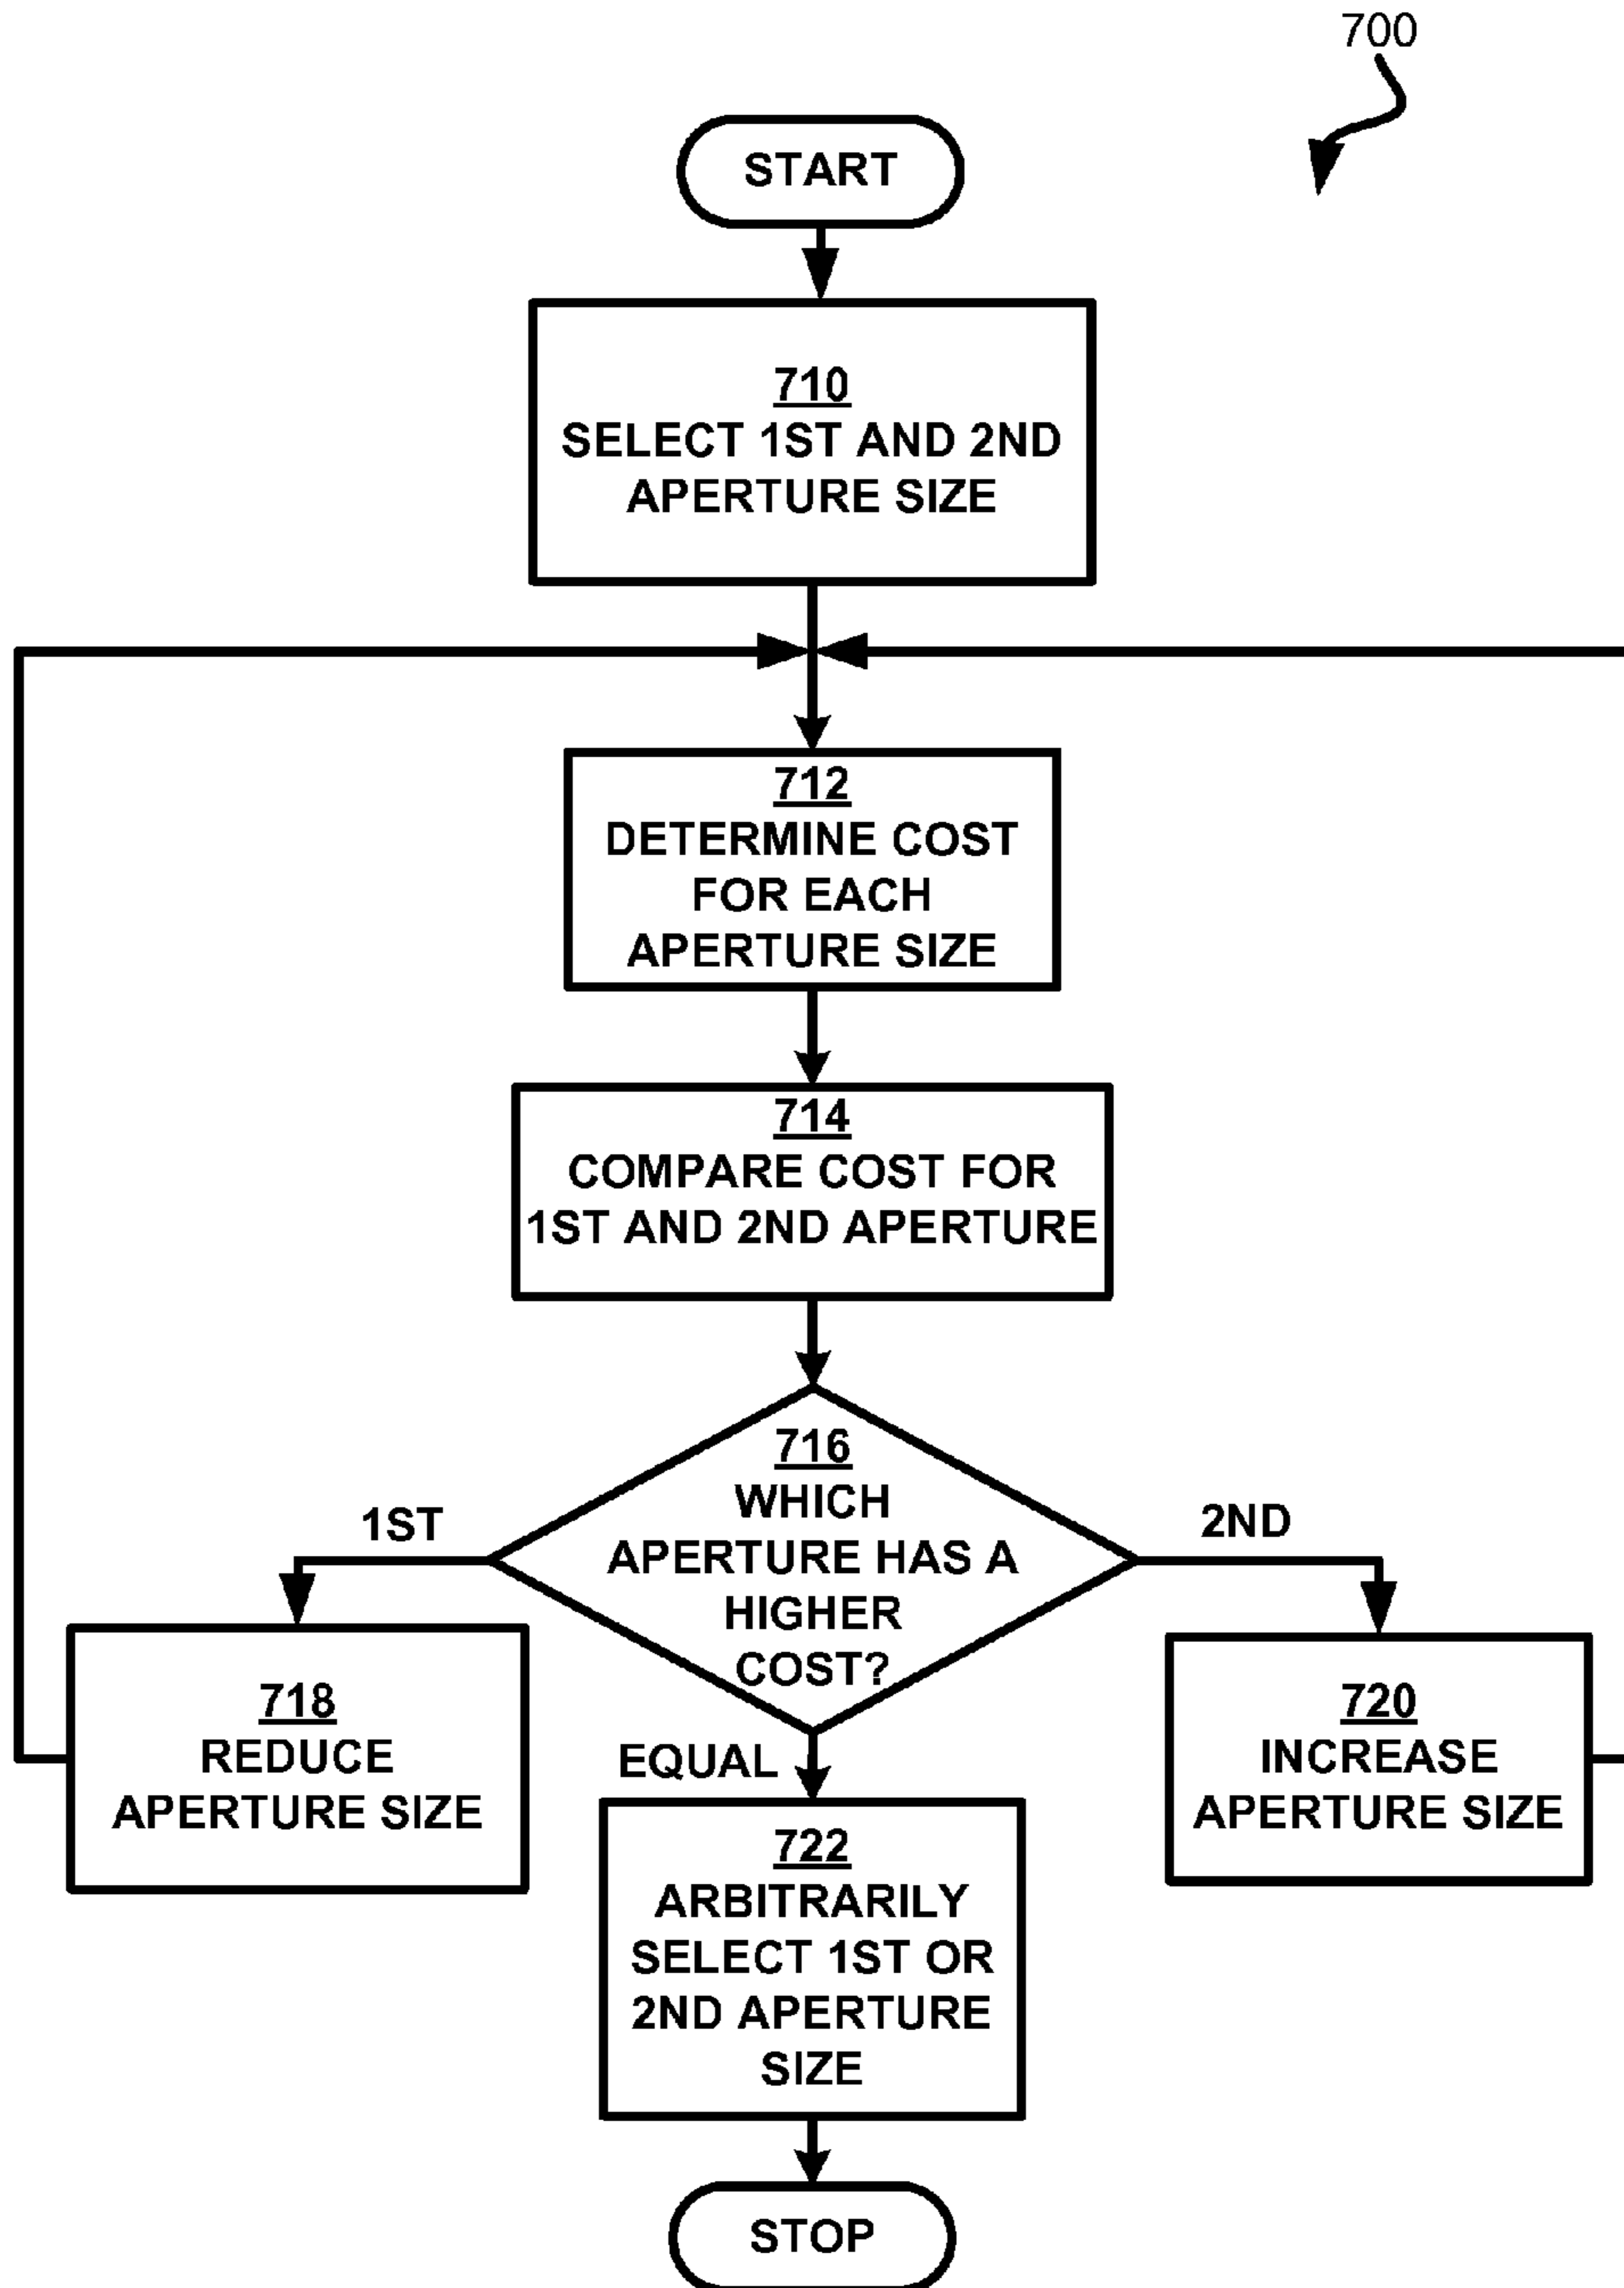 700
START
710
SELECT 1ST AND 2ND
APERTURE SIZE
712
DETERMINE COST
FOR EACH
APERTURE SIZE
714
COMPARE COST FOR
1ST AND 2ND APERTURE
716
WHICH
APERTURE HAS A
HIGHER
COST?
1ST
2ND
EQUAL
718
REDUCE
APERTURE SIZE
720
INCREASE
APERTURE SIZE
722
ARBITRARILY
SELECT 1ST OR
2ND APERTURE
SIZE
STOP